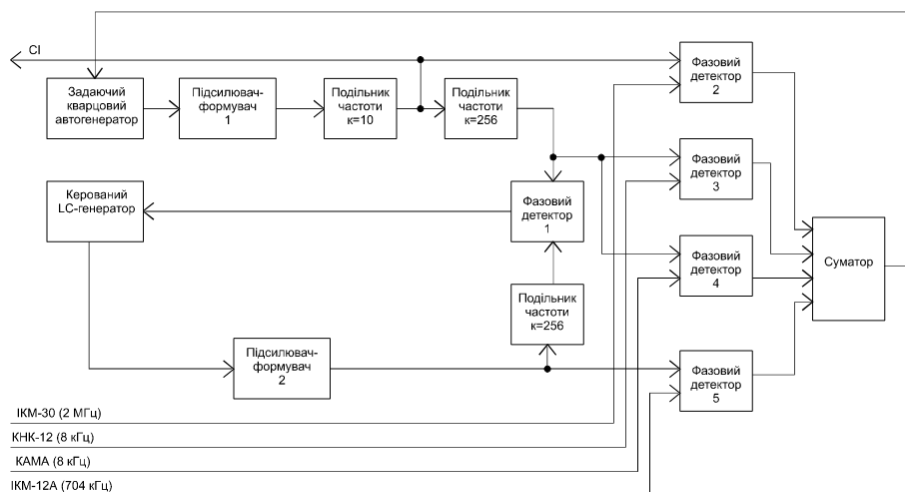 СІ
Задаючий
кварцовий
автогенератор
Підсилювач-
формувач
1
Подільник
частоти
к=10
Подільник
частоти
к=256
Фазовий
детектор
2
Фазовий
детектор
3
Керований
LC-генератор
Фазовий
детектор
1
Фазовий
детектор
4
Суматор
Подільник
частоти
к=256
Підсилювач-
формувач
2
Фазовий
детектор
5
ІКМ-30 (2 МГц)
КНК-12 (8 кГц)
КАМА (8 кГц)
ІКМ-12А (704 кГц)